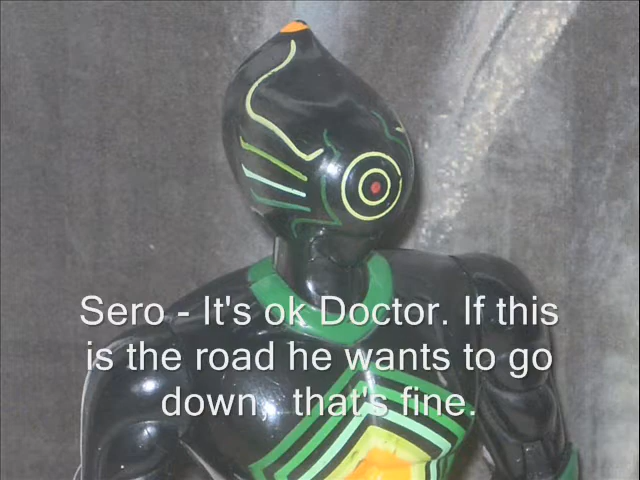 Sero - It's ok Doctor. If this
is the road he wants to go
down,  that's fine.